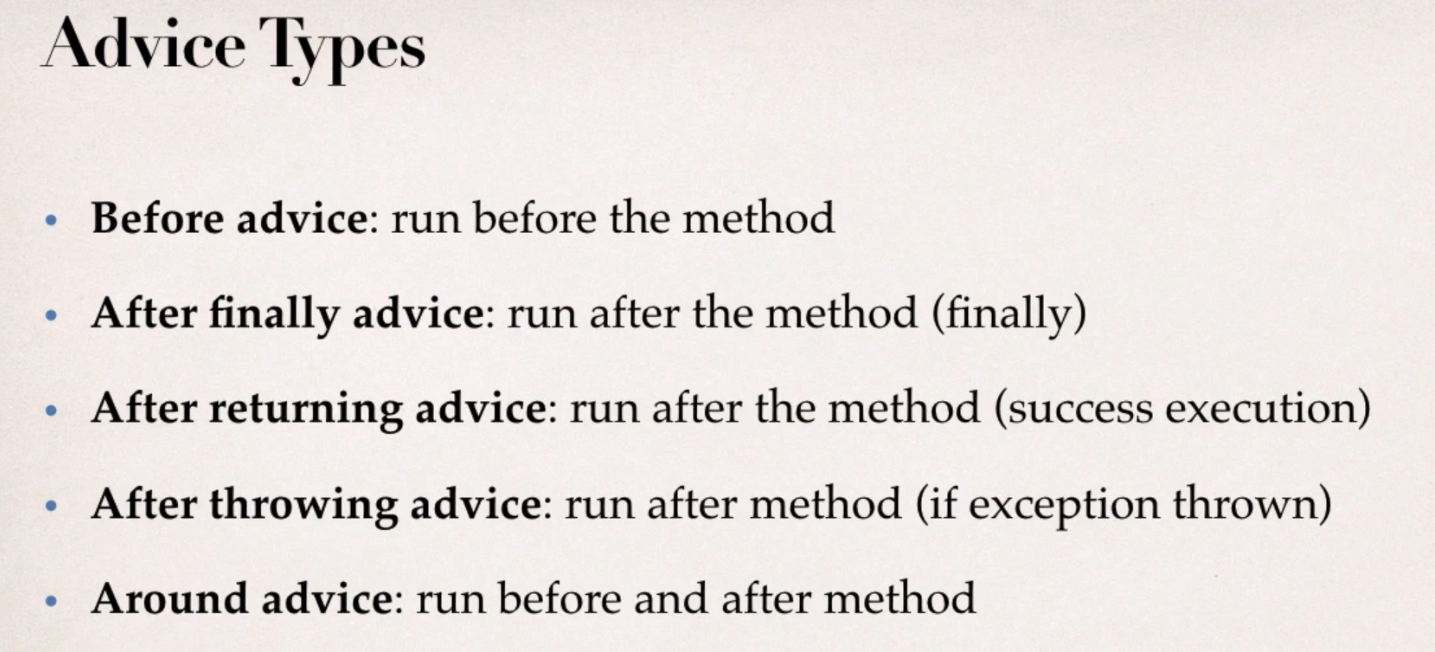 Advice Types
• Before advice: run before the method
• After finally advice: run after the method (finally)
• After returning advice: run after the method (success execution)
• After throwing advice: run after method (if exception thrown)
• Around advice: run before and after method